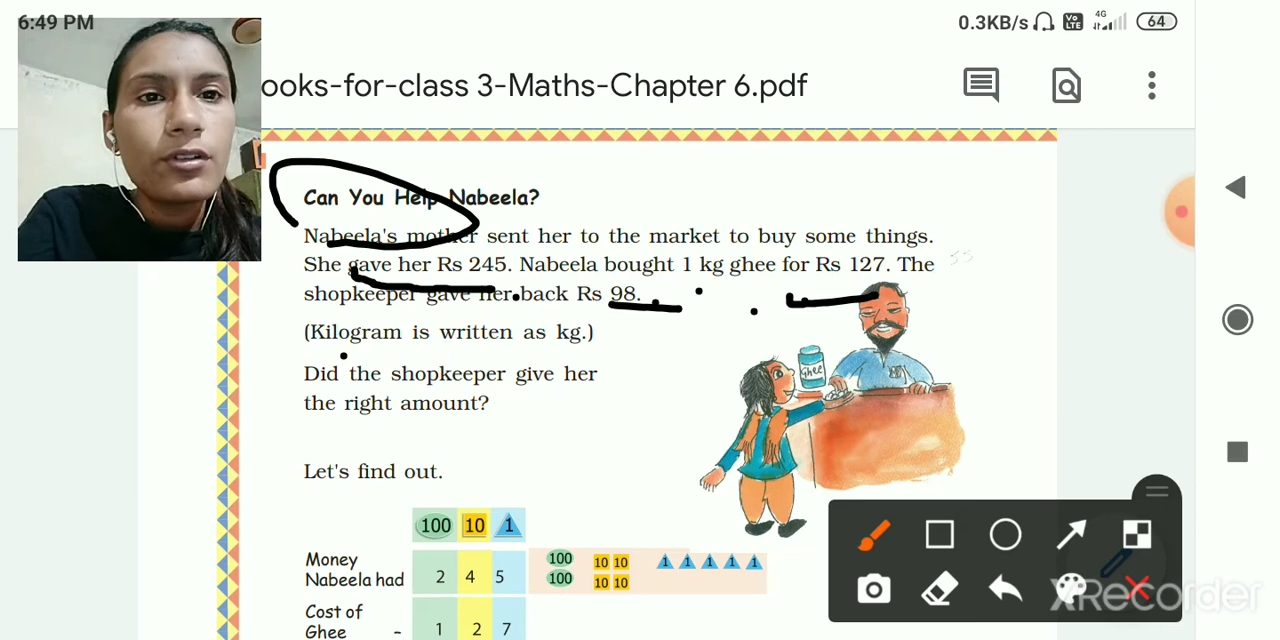 6:49 PM
0.3KB/s Vo LTE 4G 64
ooks-for-class 3-Maths-Chapter 6.pdf
Can You Help Nabeela?
Nabeela's mother sent her to the market to buy some things.
She gave her Rs 245. Nabeela bought 1 kg ghee for Rs 127. The
shopkeeper gave her back Rs 98.
(Kilogram is written as kg.)
Did the shopkeeper give her
the right amount?
Ghee
Let's find out.
100 10 1
Money
Nabeela had 2 4 5
100 10 10 1 1 1 1 1
100 10 10
Cost of
Ghee - 1 2 7
XRecorder